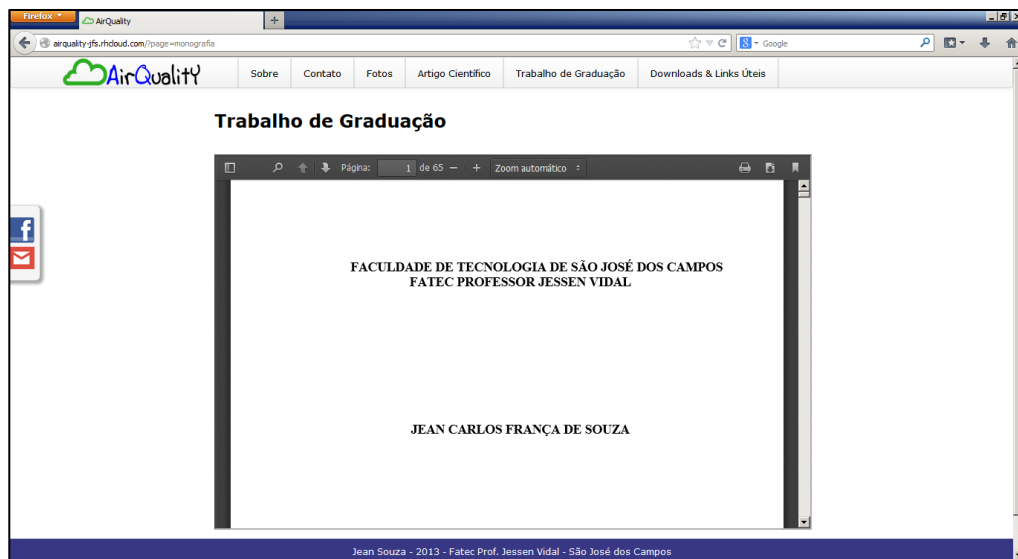 Firefox
AirQuality
airquality-jfs.rhcloud.com/?page=monografia
Google
AirQuality
Sobre
Contato
Fotos
Artigo Científico
Trabalho de Graduação
Downloads & Links Úteis
Trabalho de Graduação
Página: 1 de 65
Zoom automático
FACULDADE DE TECNOLOGIA DE SÃO JOSÉ DOS CAMPOS
FATEC PROFESSOR JESSEN VIDAL
JEAN CARLOS FRANÇA DE SOUZA
Jean Souza - 2013 - Fatec Prof. Jessen Vidal - São José dos Campos